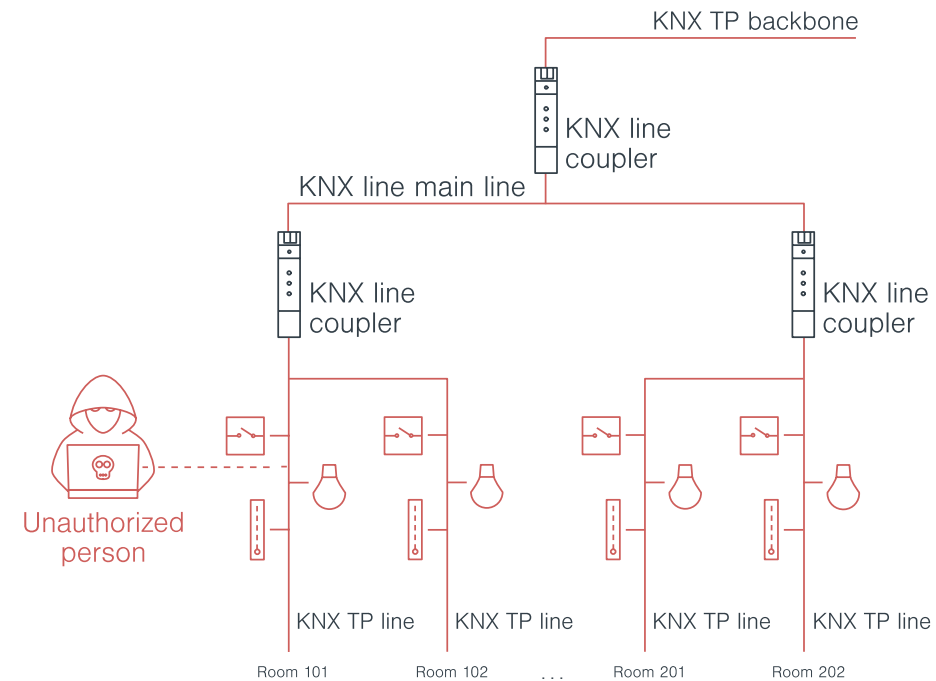 KNX TP backbone
KNX line
coupler
KNX line main line
KNX line
coupler
KNX line
coupler
Unauthorized
person
KNX TP line
KNX TP line
KNX TP line
KNX TP line
Room 101
Room 102
...
Room 201
Room 202